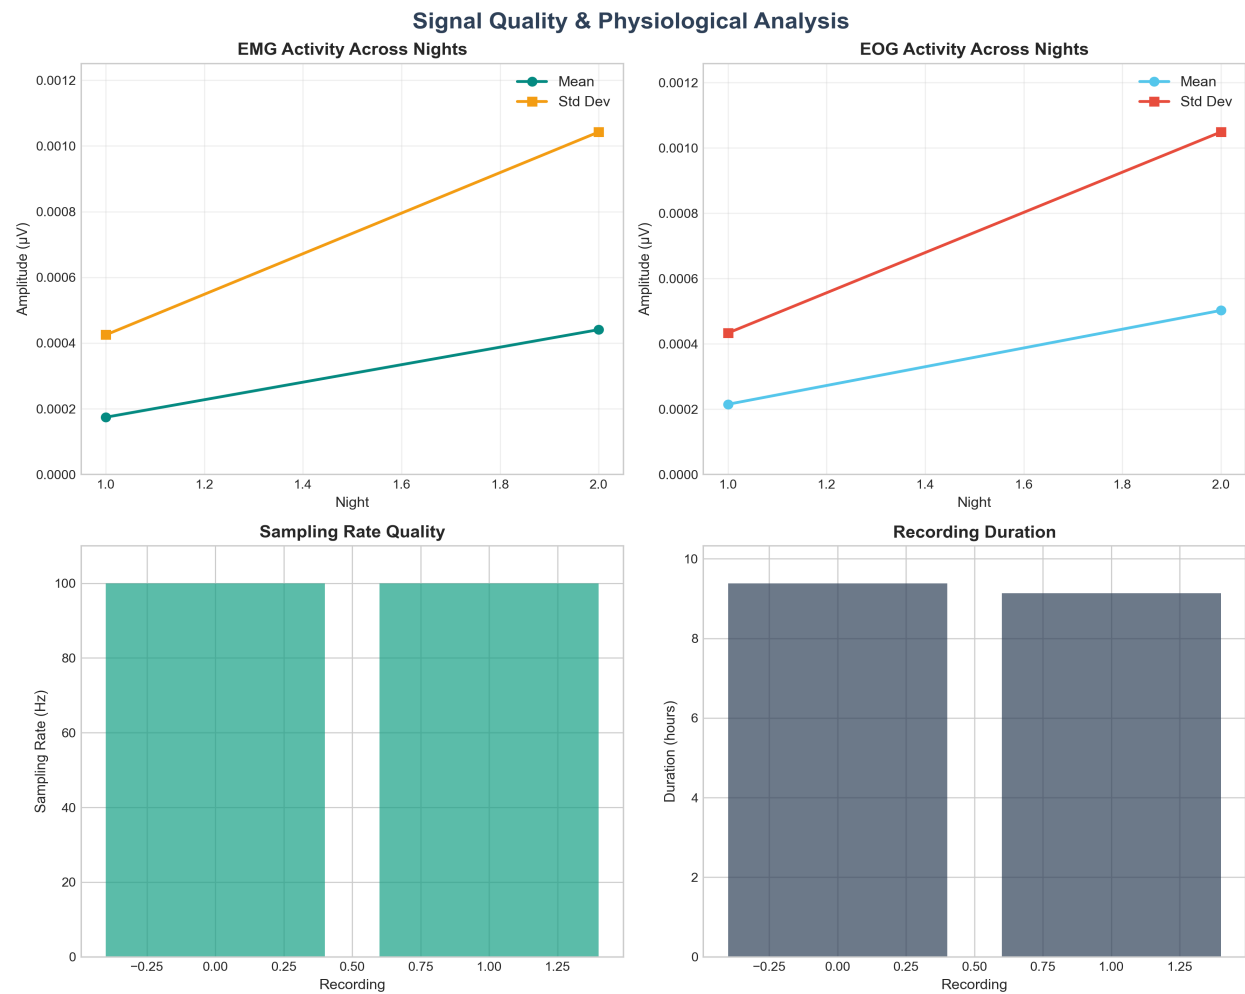 Signal Quality & Physiological Analysis
EMG Activity Across Nights
0.0012
0.0010
0.0008
0.0006
0.0004
0.0002
0.0000
Amplitude (µV)
Mean
Std Dev
1.0 1.2 1.4 1.6 1.8 2.0
Night
EOG Activity Across Nights
0.0012
0.0010
0.0008
0.0006
0.0004
0.0002
0.0000
Amplitude (µV)
Mean
Std Dev
1.0 1.2 1.4 1.6 1.8 2.0
Night
Sampling Rate Quality
100
80
60
40
20
0
Sampling Rate (Hz)
−0.25 0.00 0.25 0.50 0.75 1.00 1.25
Recording
Recording Duration
10
8
6
4
2
0
Duration (hours)
−0.25 0.00 0.25 0.50 0.75 1.00 1.25
Recording